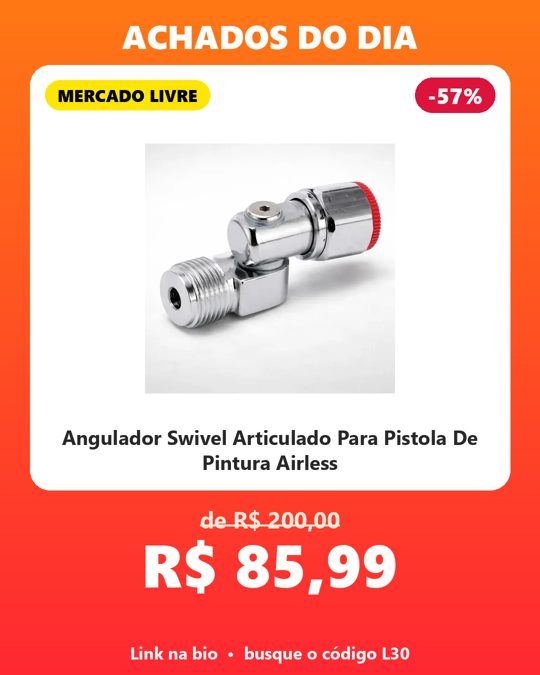 ACHADOS DO DIA
MERCADO LIVRE
-57%
Angulador Swivel Articulado Para Pistola De
Pintura Airless
de R$ 200,00
R$ 85,99
Link na bio • busque o código L30